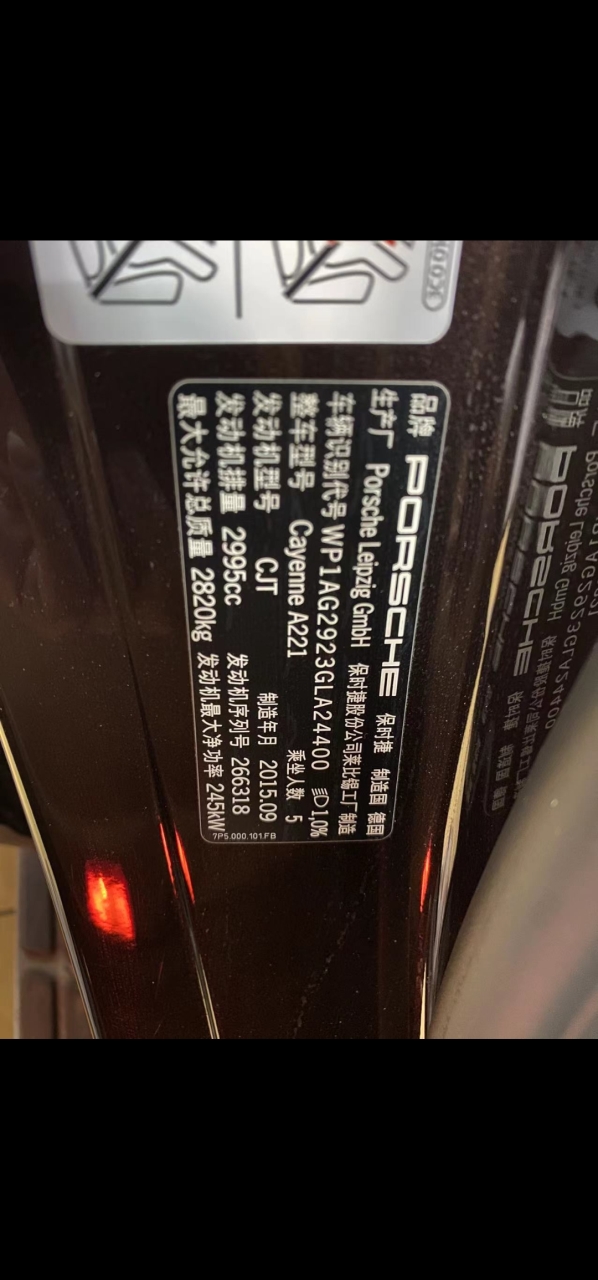 品牌 PORSCHE 保时捷 制造国 德国
生产厂 Porsche Leipzig GmbH 保时捷股份公司莱比锡工厂制造
车辆识别代号 WP1AG2923GLA24400 1,0%
整车型号 Cayenne A221 乘坐人数 5
发动机型号 CJT 制造年月 2015.09
发动机排量 2995cc 发动机序列号 266318
最大允许总质量 2820kg 发动机最大净功率 245kW
7P5.000.101.FB